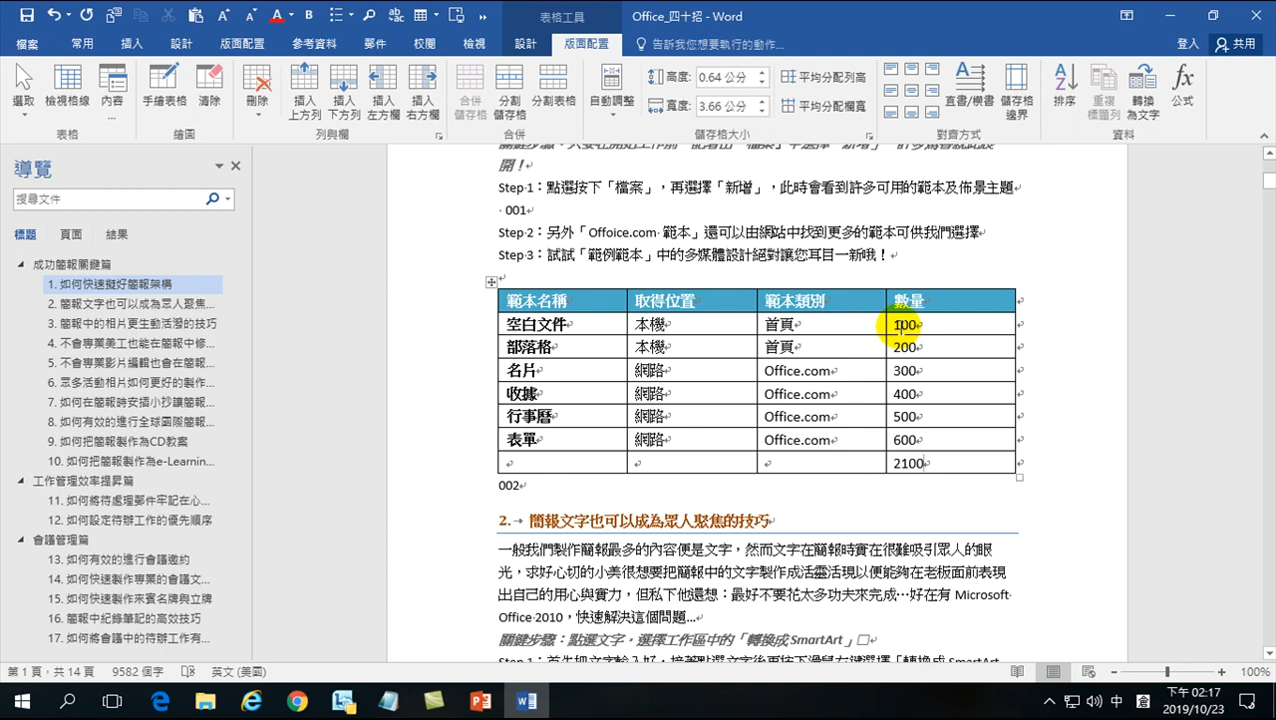 表格工具
Office_四十招 - Word
檔案 常用 插入 設計 版面配置 參考資料 郵件 校閱 檢視 設計 版面配置 告訴我您想要執行的動作... 登入 共用
選取 檢視格線 內容... 手繪表格 清除 刪除 插入上方列 插入下方列 插入左方欄 插入右方欄 合併儲存格 分割儲存格 分割表格 自動調整
高度: 0.64 公分 平均分配列高
寬度: 3.66 公分 平均分配欄寬
直書/橫書 儲存格邊界 排序 重複標題列 轉換為文字 公式
表格 繪圖 列與欄 合併 儲存格大小 對齊方式 資料
導覽
搜尋文件
標題 頁面 結果
成功簡報關鍵篇
1. 如何快速擬好簡報架構
2. 簡報文字也可以成為眾人聚焦...
3. 簡報中的相片更生動活潑的技巧
4. 不會專業美工也能在簡報中修...
5. 不會專業影片編輯也會在簡報...
6. 眾多活動相片如何更好的製作...
7. 如何在簡報時安插小抄讓簡報...
8. 如何有效的進行全球國際簡報...
9. 如何把簡報製作為CD教案
10. 如何把簡報製作為e-Learnin...
工作管理效率提昇篇
11. 如何將待處理郵件牢記在心...
12. 如何設定待辦工作的優先順序
會議管理篇
13. 如何有效的進行會議邀約
14. 如何快速製作專業的會議文...
15. 如何快速製作來賓名牌與立牌
16. 簡報中紀錄筆記的高效技巧
17. 如何將會議中的待辦工作有...
開！
Step 1：點選按下「檔案」，再選擇「新增」，此時會看到許多可用的範本及佈景主題
001
Step 2：另外「Offoice.com 範本」還可以由網站中找到更多的範本可供我們選擇
Step 3：試試「範例範本」中的多媒體設計絕對讓您耳目一新哦！
範本名稱 取得位置 範本類別 數量
空白文件 本機 首頁 100
部落格 本機 首頁 200
名片 網路 Office.com 300
收據 網路 Office.com 400
行事曆 網路 Office.com 500
表單 網路 Office.com 600
2100
002
2. 簡報文字也可以成為眾人聚焦的技巧
一般我們製作簡報最多的內容便是文字，然而文字在簡報時實在很難吸引眾人的眼
光，求好心切的小美很想要把簡報中的文字製作成活靈活現以便能夠在老板面前表現
出自己的用心與實力，但私下他還想：最好不要花太多功夫來完成…好在有 Microsoft
Office 2010，快速解決這個問題...
關鍵步驟：點選文字，選擇工作區中的「轉換成 SmartArt」
第 1 頁，共 14 頁 9582 個字 英文 (美國) 100%
中 下午 02:17
2019/10/23